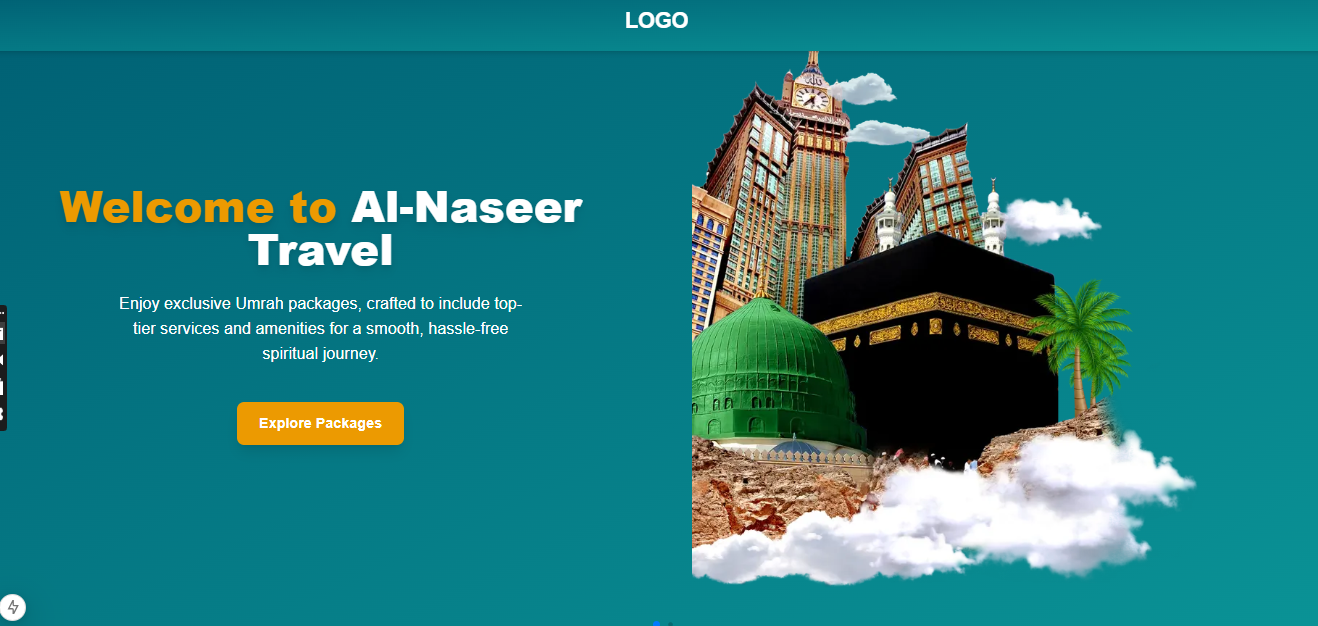 LOGO
Welcome to Al-Naseer
Travel
Enjoy exclusive Umrah packages, crafted to include top-
tier services and amenities for a smooth, hassle-free
spiritual journey.
Explore Packages